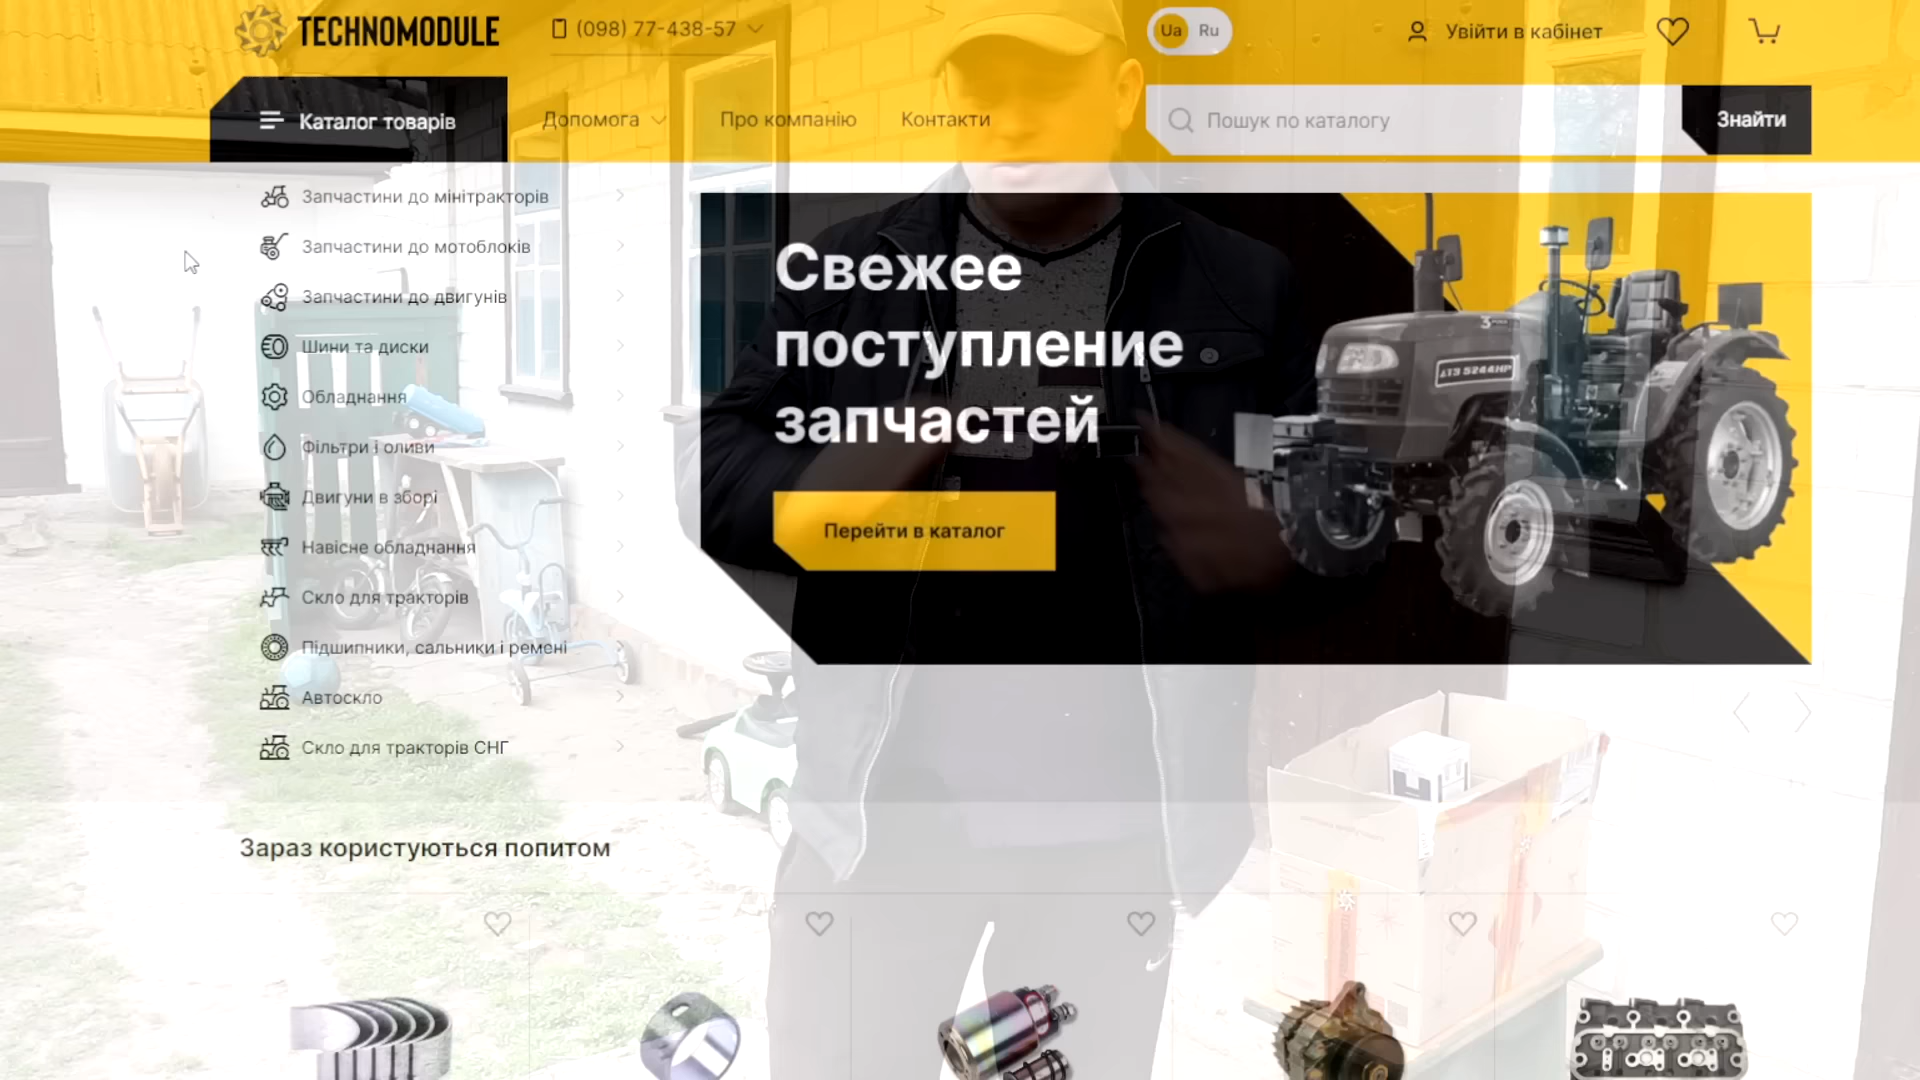 TECHNOMODULE
(098) 77-438-57
Ua Ru
Увійти в кабінет
Каталог товарів
Допомога
Про компанію
Контакти
Пошук по каталогу
Знайти
Запчастини до мінітракторів
Запчастини до мотоблоків
Запчастини до двигунів
Шини та диски
Обладнання
Фільтри і оливи
Двигуни в зборі
Навісне обладнання
Скло для тракторів
Підшипники, сальники і ремені
Автоскло
Скло для тракторів СНГ
Свежее
поступление
запчастей
Перейти в каталог
ДТЗ 5244HP
Зараз користуються попитом